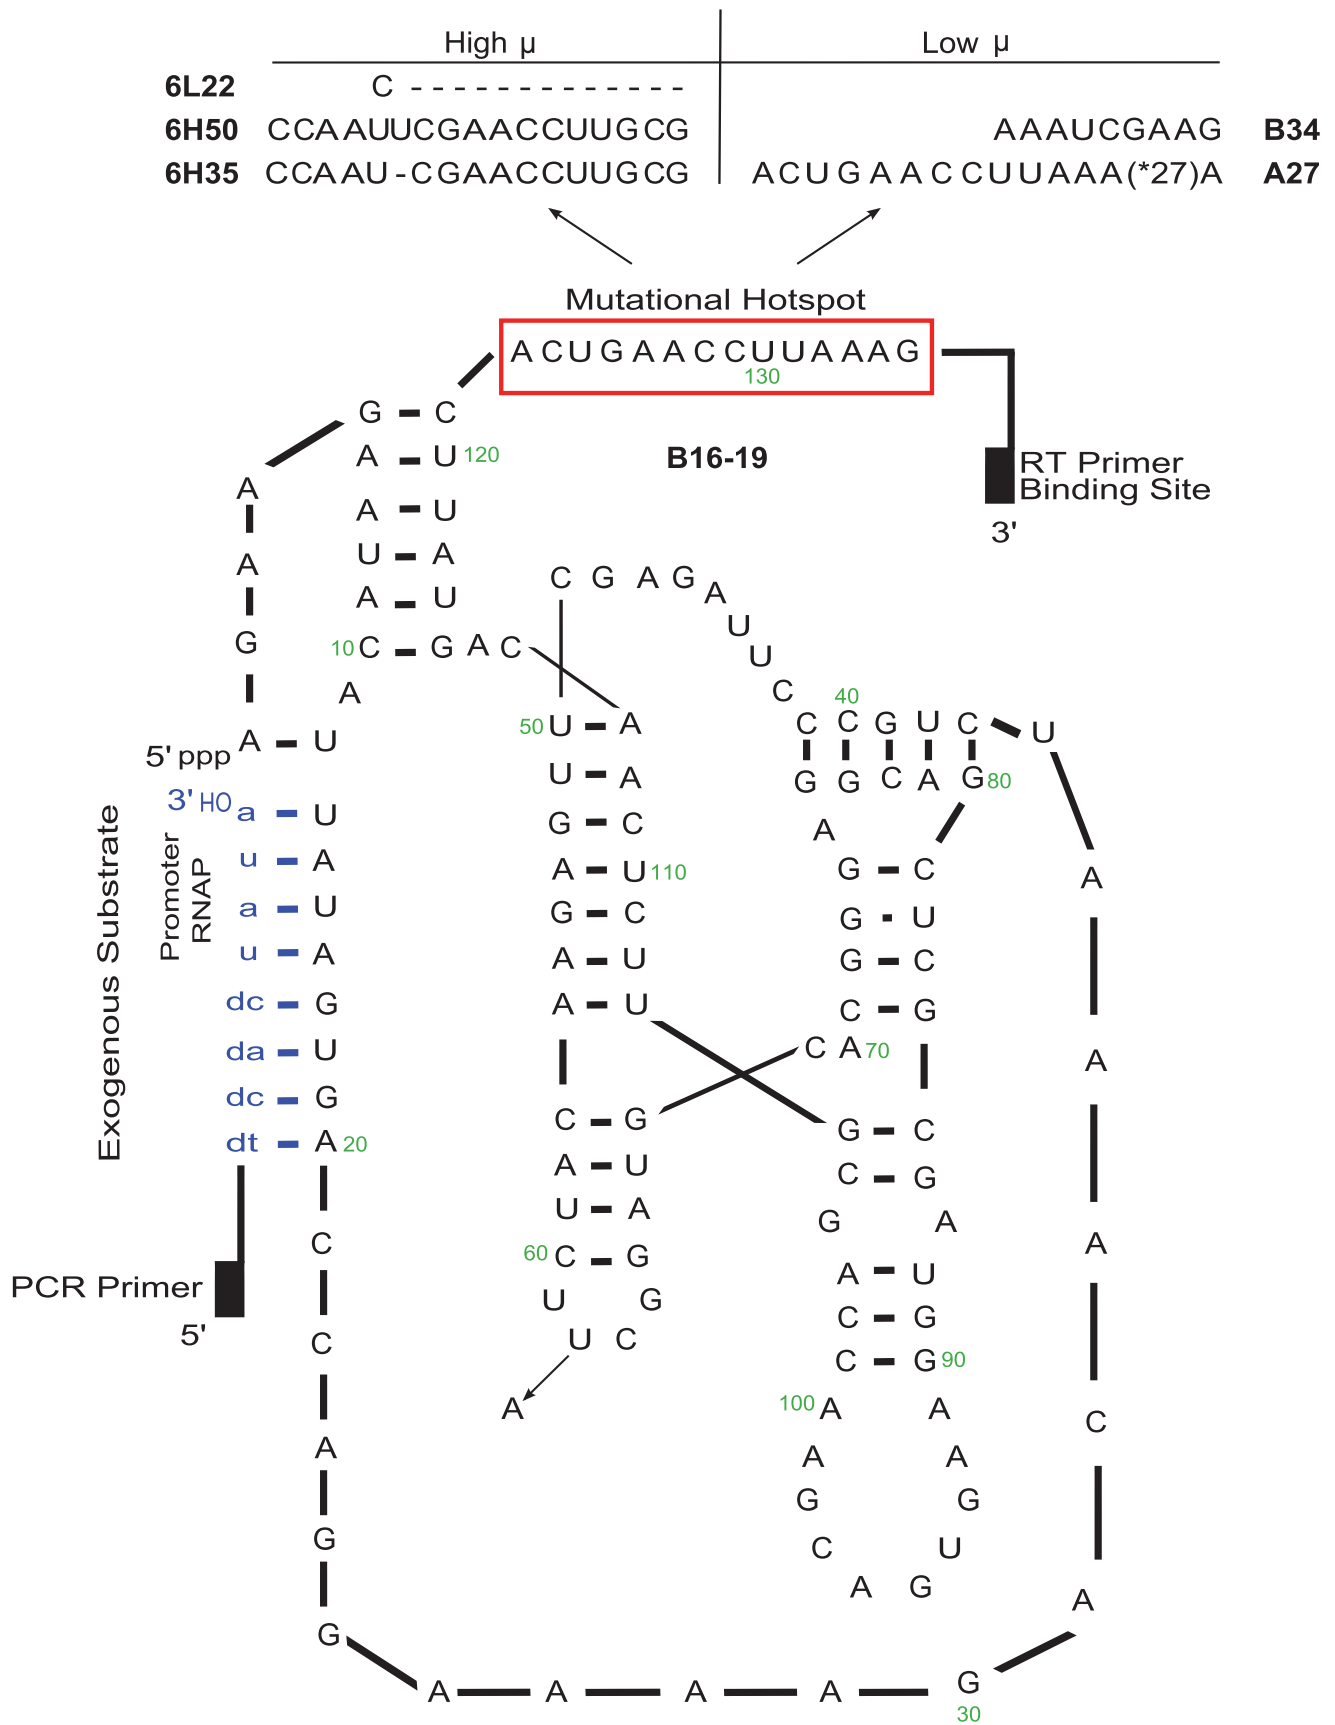 High µ Low µ
6L22 C - - - - - - - - - - - - -
6H50 CCAAUUCGAACCUUGCG AAAUCGAAG B34
6H35 CCAAU-CGAACCUUGCG ACUGAACCUUAAA(*27)A A27
Mutational Hotspot
ACUGAACCUUAAAG
130
G C
A U 120
B16-19
RT Primer
Binding Site
3'
A
A U
U A
A
C G A G A
A U
U
10 C G A C
U
A
G
C
40
C C G U C U
50 U A
5' ppp A U
U A
G G C A G 80
3' HO a U
G C
A
u A
A U 110
G C
A
a U
G C
G U
u A
A U
G C
dc G
A U
C G
da U
C A 70
A
dc G
C G
G C
dt A 20
A U
C G
Exogenous Substrate
Promoter
RNAP
U A
G A
C
60 C G
A
PCR Primer
5'
U G
A U
C G
C
U C
C G 90
A
100 A A
C
A
A A
G G
G
C U
A G
A
G
A A A A G
30